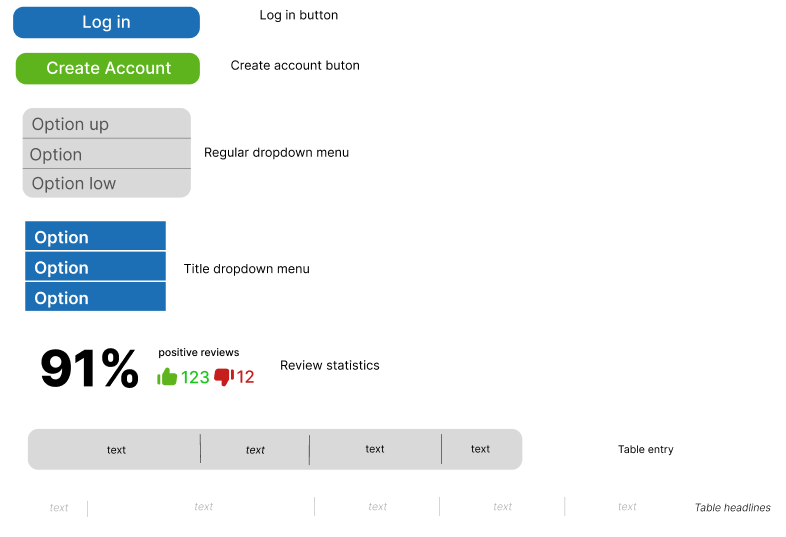 Log in
Log in button
Create Account
Create account buton
Option up
Option
Option low
Regular dropdown menu
Option
Option
Option
Title dropdown menu
91%
positive reviews
123 12
Review statistics
text text text text
Table entry
text text text text text
Table headlines